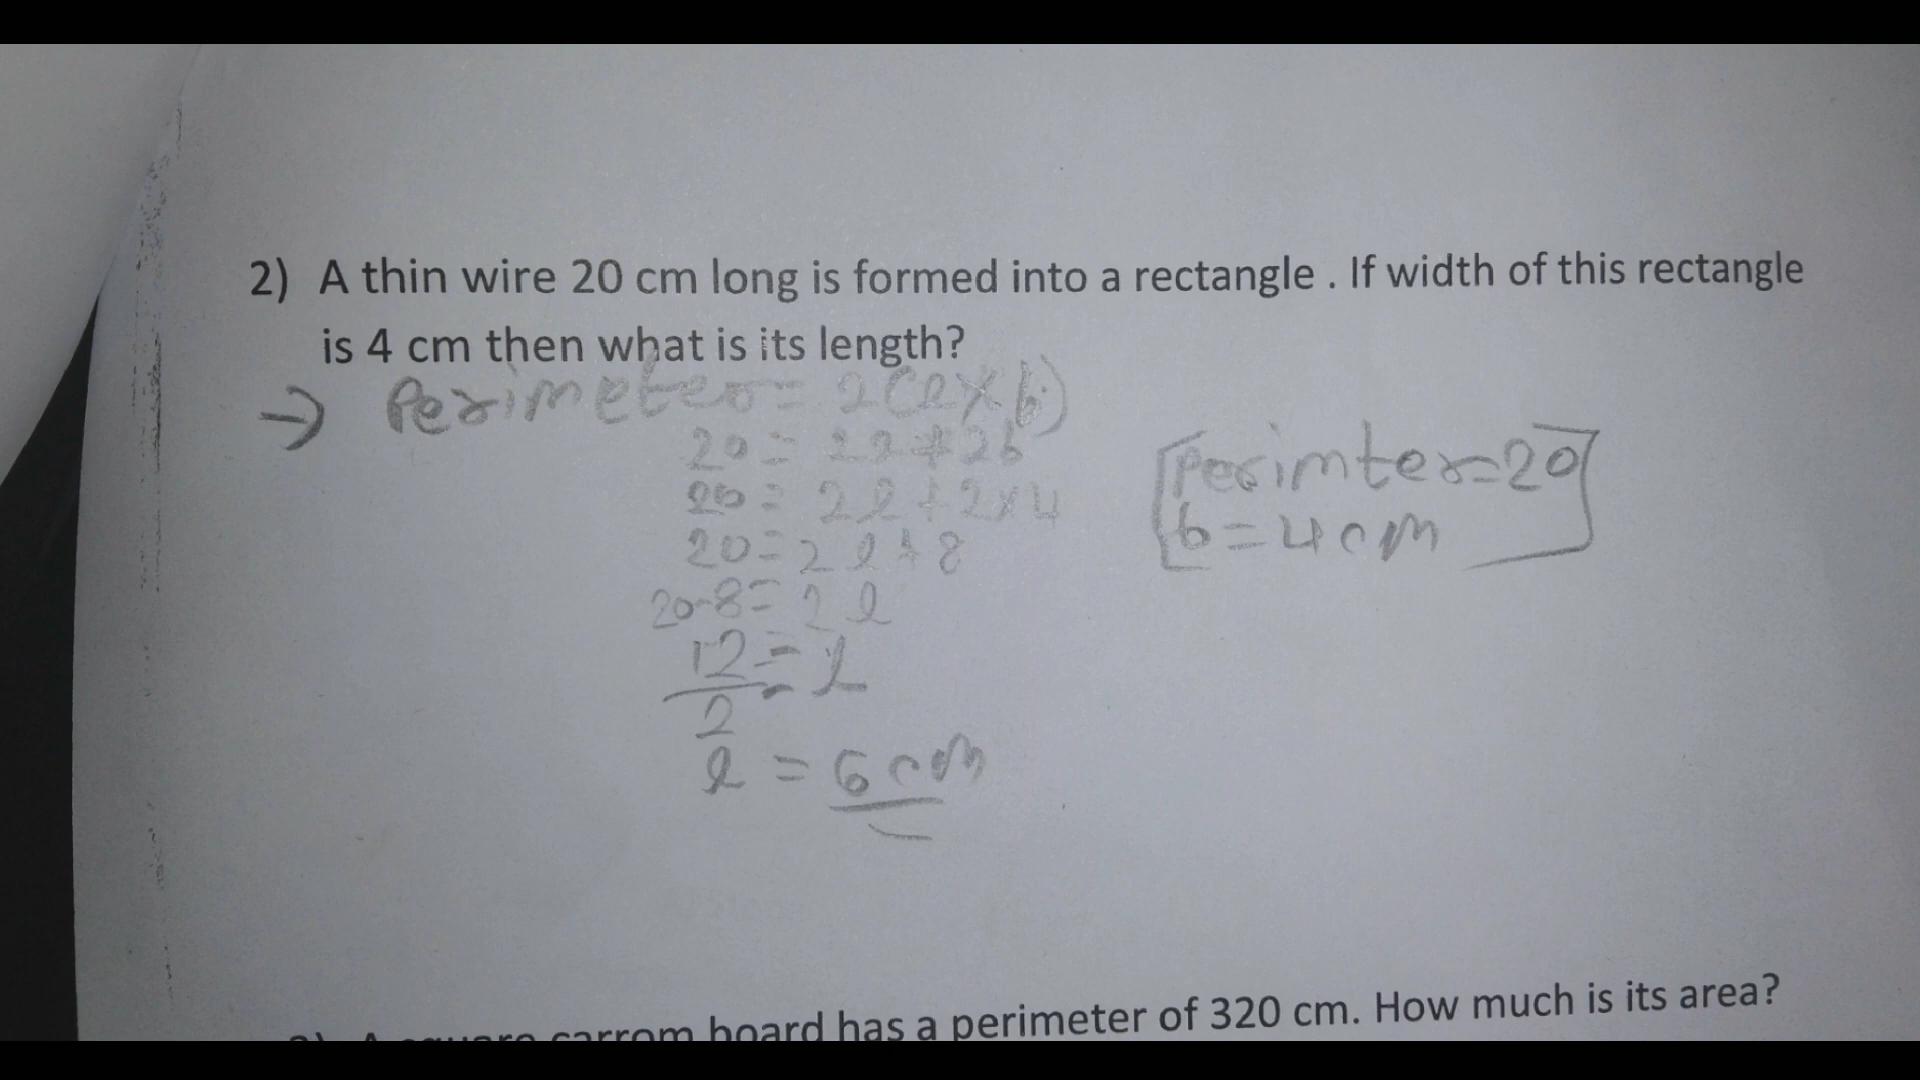 2) A thin wire 20 cm long is formed into a rectangle . If width of this rectangle
is 4 cm then what is its length?
→ Perimeter = 2(l×b)
20 = 2l+2b
20 = 2l+2×4
20=2l+8
20-8=2l
12/2 = l
l = 6cm
[Perimter=20
b=4cm]
carrom board has a perimeter of 320 cm. How much is its area?